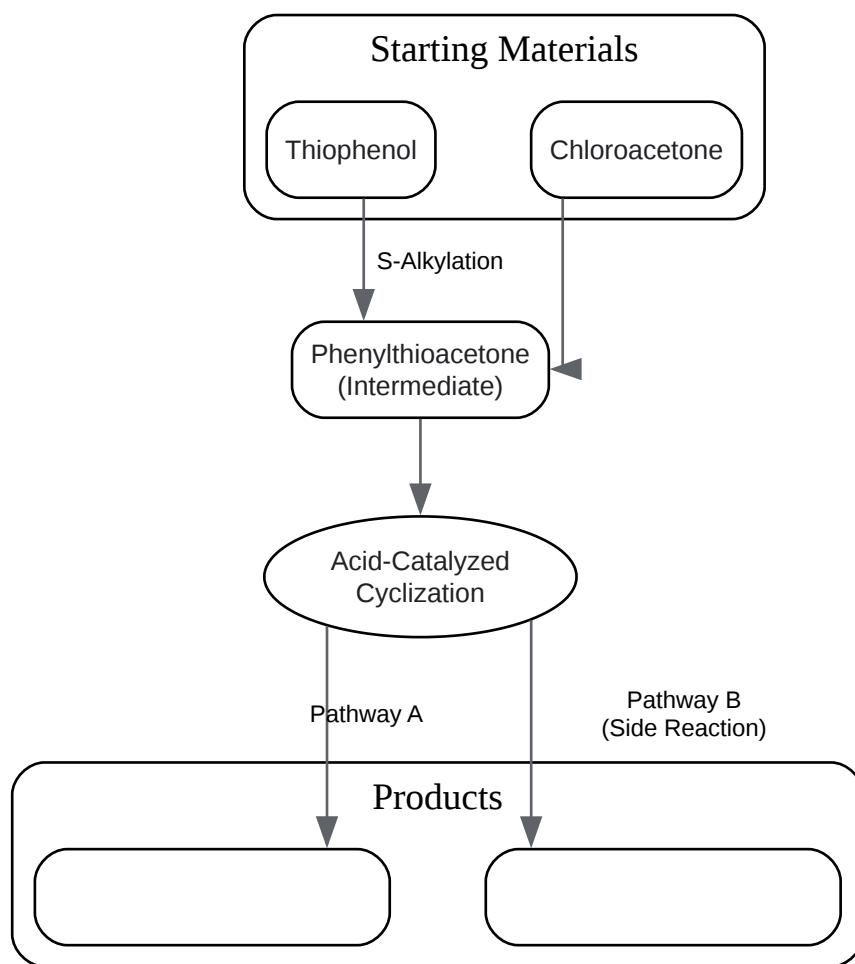 Starting Materials
Thiophenol
Chloroacetone
S-Alkylation
Phenylthioacetone
(Intermediate)
Acid-Catalyzed
Cyclization
Pathway A
Pathway B
(Side Reaction)
Products